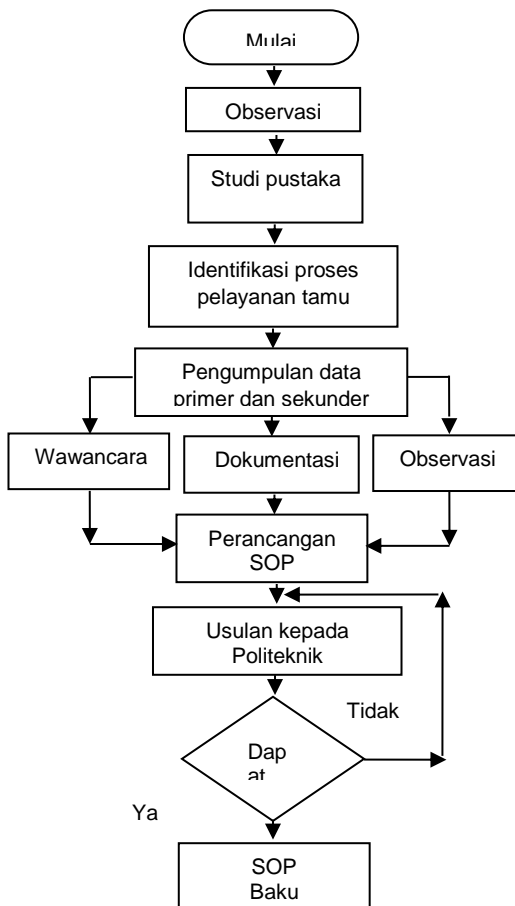 Mulai
Observasi
Studi pustaka
Identifikasi proses
pelayanan tamu
Pengumpulan data
primer dan sekunder
Wawancara
Dokumentasi
Observasi
Perancangan
SOP
Usulan kepada
Politeknik
Tidak
Dap
at
Ya
SOP
Baku